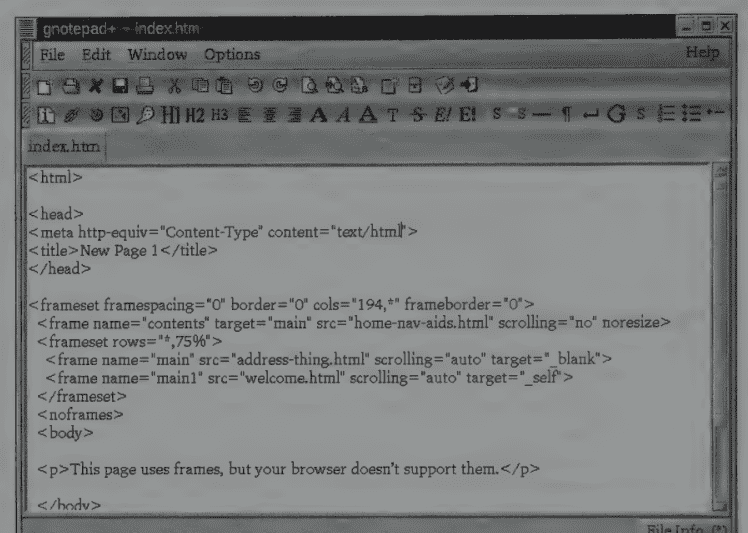 gnotepad+ - index.htm
File Edit Window Options Help
H1 H2 H3 A A A T S E! E! S S ¶ G S
index.htm
<html>
<head>
<meta http-equiv="Content-Type" content="text/html">
<title>New Page 1</title>
</head>
<frameset framespacing="0" border="0" cols="194,*" frameborder="0">
<frame name="contents" target="main" src="home-nav-aids.html" scrolling="no" noresize>
<frameset rows="*,75%">
<frame name="main" src="address-thing.html" scrolling="auto" target="_blank">
<frame name="main1" src="welcome.html" scrolling="auto" target="_self">
</frameset>
<noframes>
<body>
<p>This page uses frames, but your browser doesn't support them.</p>
</body>
File Info (*)